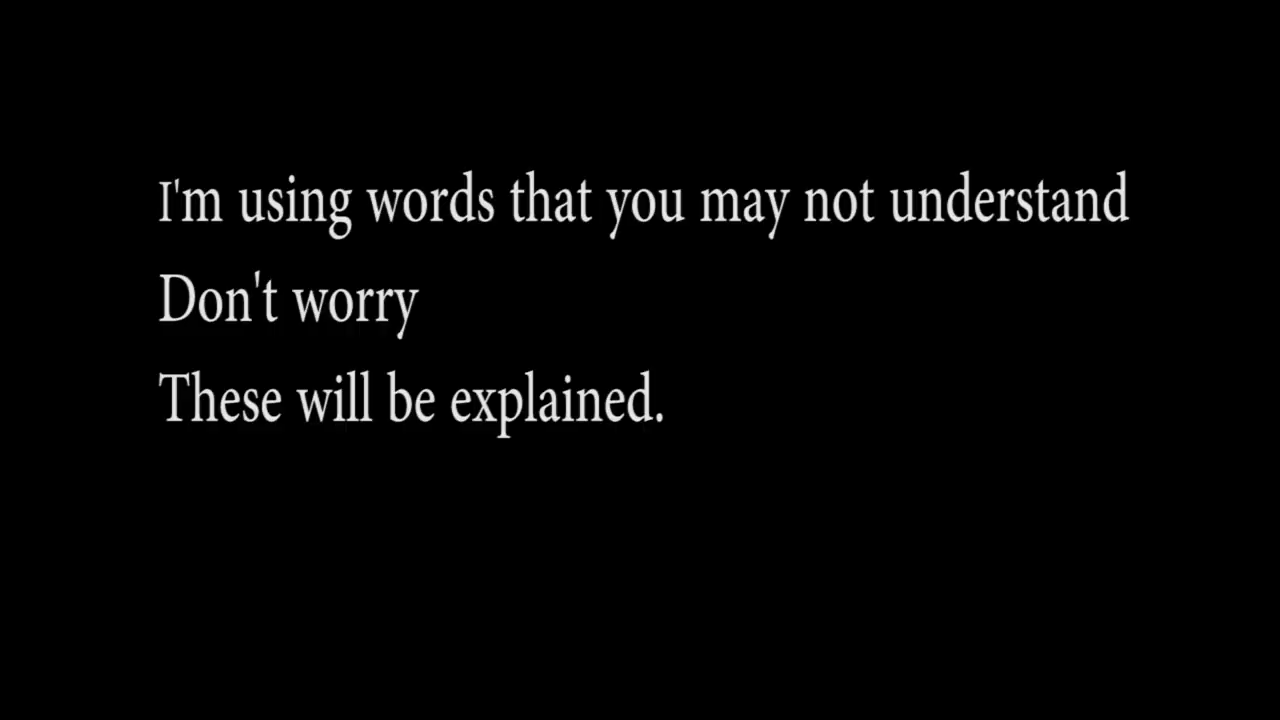 I'm using words that you may not understand
Don't worry
These will be explained.